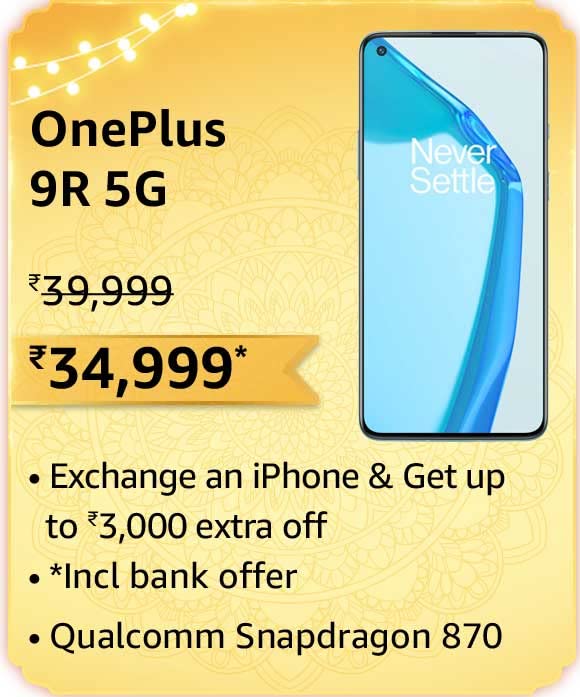 OnePlus
9R 5G
₹39,999
₹34,999*
Never
Settle
• Exchange an iPhone & Get up
to ₹3,000 extra off
• *Incl bank offer
• Qualcomm Snapdragon 870